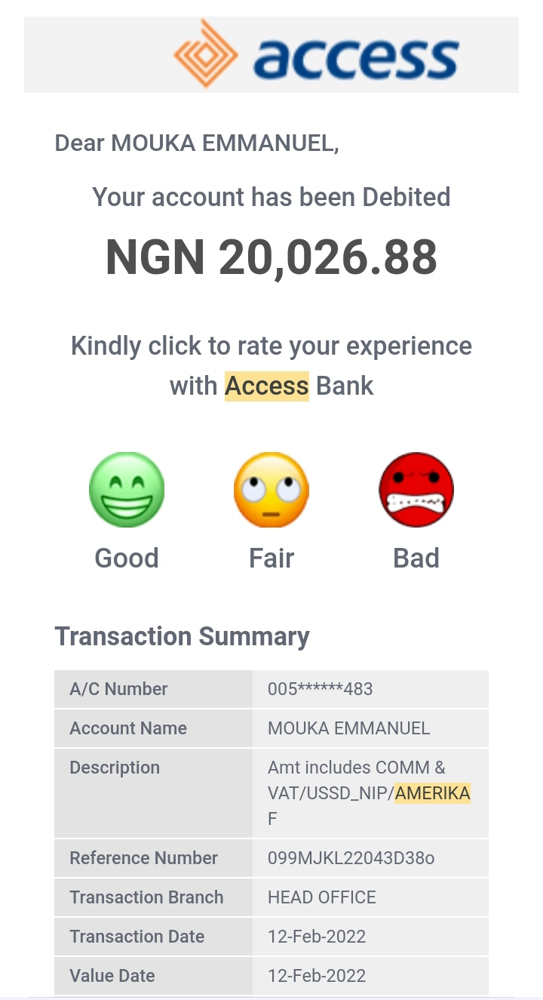 access
Dear MOUKA EMMANUEL,
Your account has been Debited
NGN 20,026.88
Kindly click to rate your experience
with Access Bank
Good Fair Bad
Transaction Summary
A/C Number 005******483
Account Name MOUKA EMMANUEL
Description Amt includes COMM &
VAT/USSD_NIP/AMERIKA
F
Reference Number 099MJKL22043D38o
Transaction Branch HEAD OFFICE
Transaction Date 12-Feb-2022
Value Date 12-Feb-2022